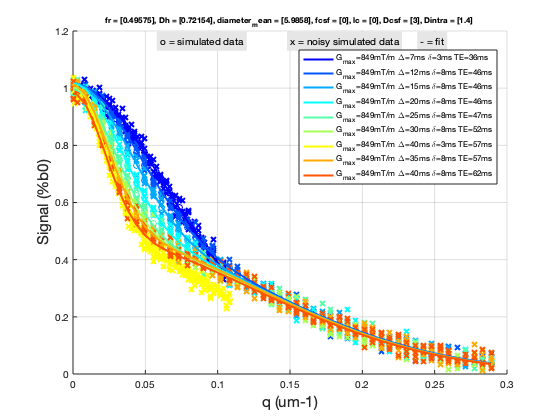 fr = [0.49575], Dh = [0.72154], diameter_mean = [5.9858], fcsf = [0], lc = [0], Dcsf = [3], Dintra = [1.4]
o = simulated data
x = noisy simulated data
- = fit
G_max=849mT/m Δ=7ms δ=3ms TE=36ms
G_max=849mT/m Δ=12ms δ=8ms TE=46ms
G_max=849mT/m Δ=15ms δ=8ms TE=46ms
G_max=849mT/m Δ=20ms δ=8ms TE=46ms
G_max=849mT/m Δ=25ms δ=8ms TE=47ms
G_max=849mT/m Δ=30ms δ=8ms TE=52ms
G_max=849mT/m Δ=40ms δ=3ms TE=57ms
G_max=849mT/m Δ=35ms δ=8ms TE=57ms
G_max=849mT/m Δ=40ms δ=8ms TE=62ms
Signal (%b0)
1.2
1
0.8
0.6
0.4
0.2
0
0 0.05 0.1 0.15 0.2 0.25 0.3
q (um-1)